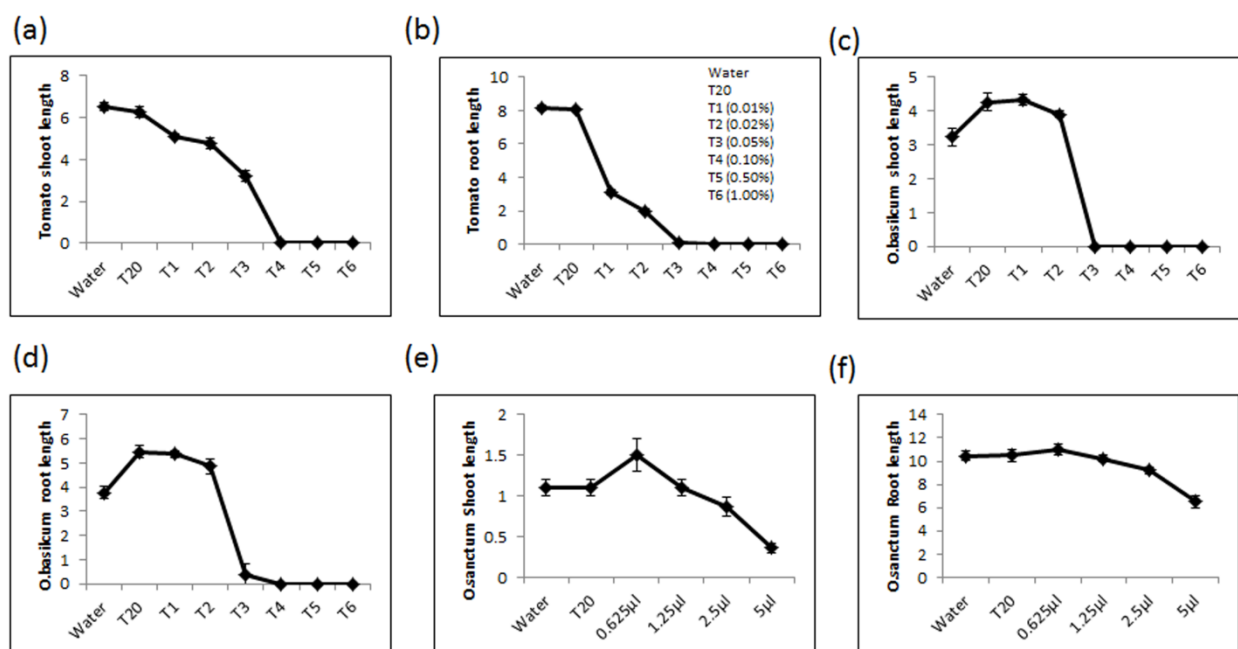 (a)
Tomato shoot length
8
6
4
2
0
Water T20 T1 T2 T3 T4 T5 T6
(b)
Tomato root length
10
8
6
4
2
0
Water
T20
T1 (0.01%)
T2 (0.02%)
T3 (0.05%)
T4 (0.10%)
T5 (0.50%)
T6 (1.00%)
Water T20 T1 T2 T3 T4 T5 T6
(c)
O.basilcum shoot length
5
4
3
2
1
0
Water T20 T1 T2 T3 T4 T5 T6
(d)
O.basilcum root length
7
6
5
4
3
2
1
0
Water T20 T1 T2 T3 T4 T5 T6
(e)
O.sanctum Shoot length
2
1.5
1
0.5
0
Water T20 0.625µl 1.25µl 2.5µl 5µl
(f)
O.sanctum Root length
14
12
10
8
6
4
2
0
Water T20 0.625µl 1.25µl 2.5µl 5µl